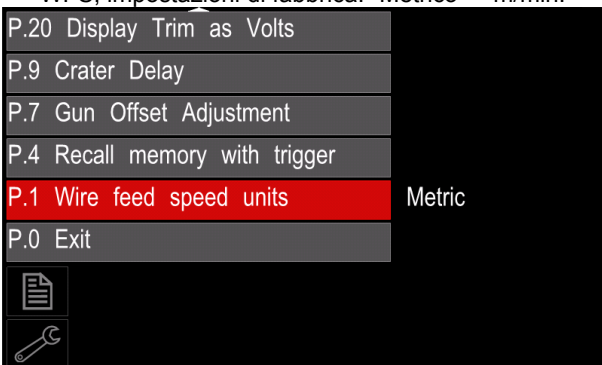 P.20 Display Trim as Volts
P.9 Crater Delay
P.7 Gun Offset Adjustment
P.4 Recall memory with trigger
P.1 Wire feed speed units Metric
P.0 Exit